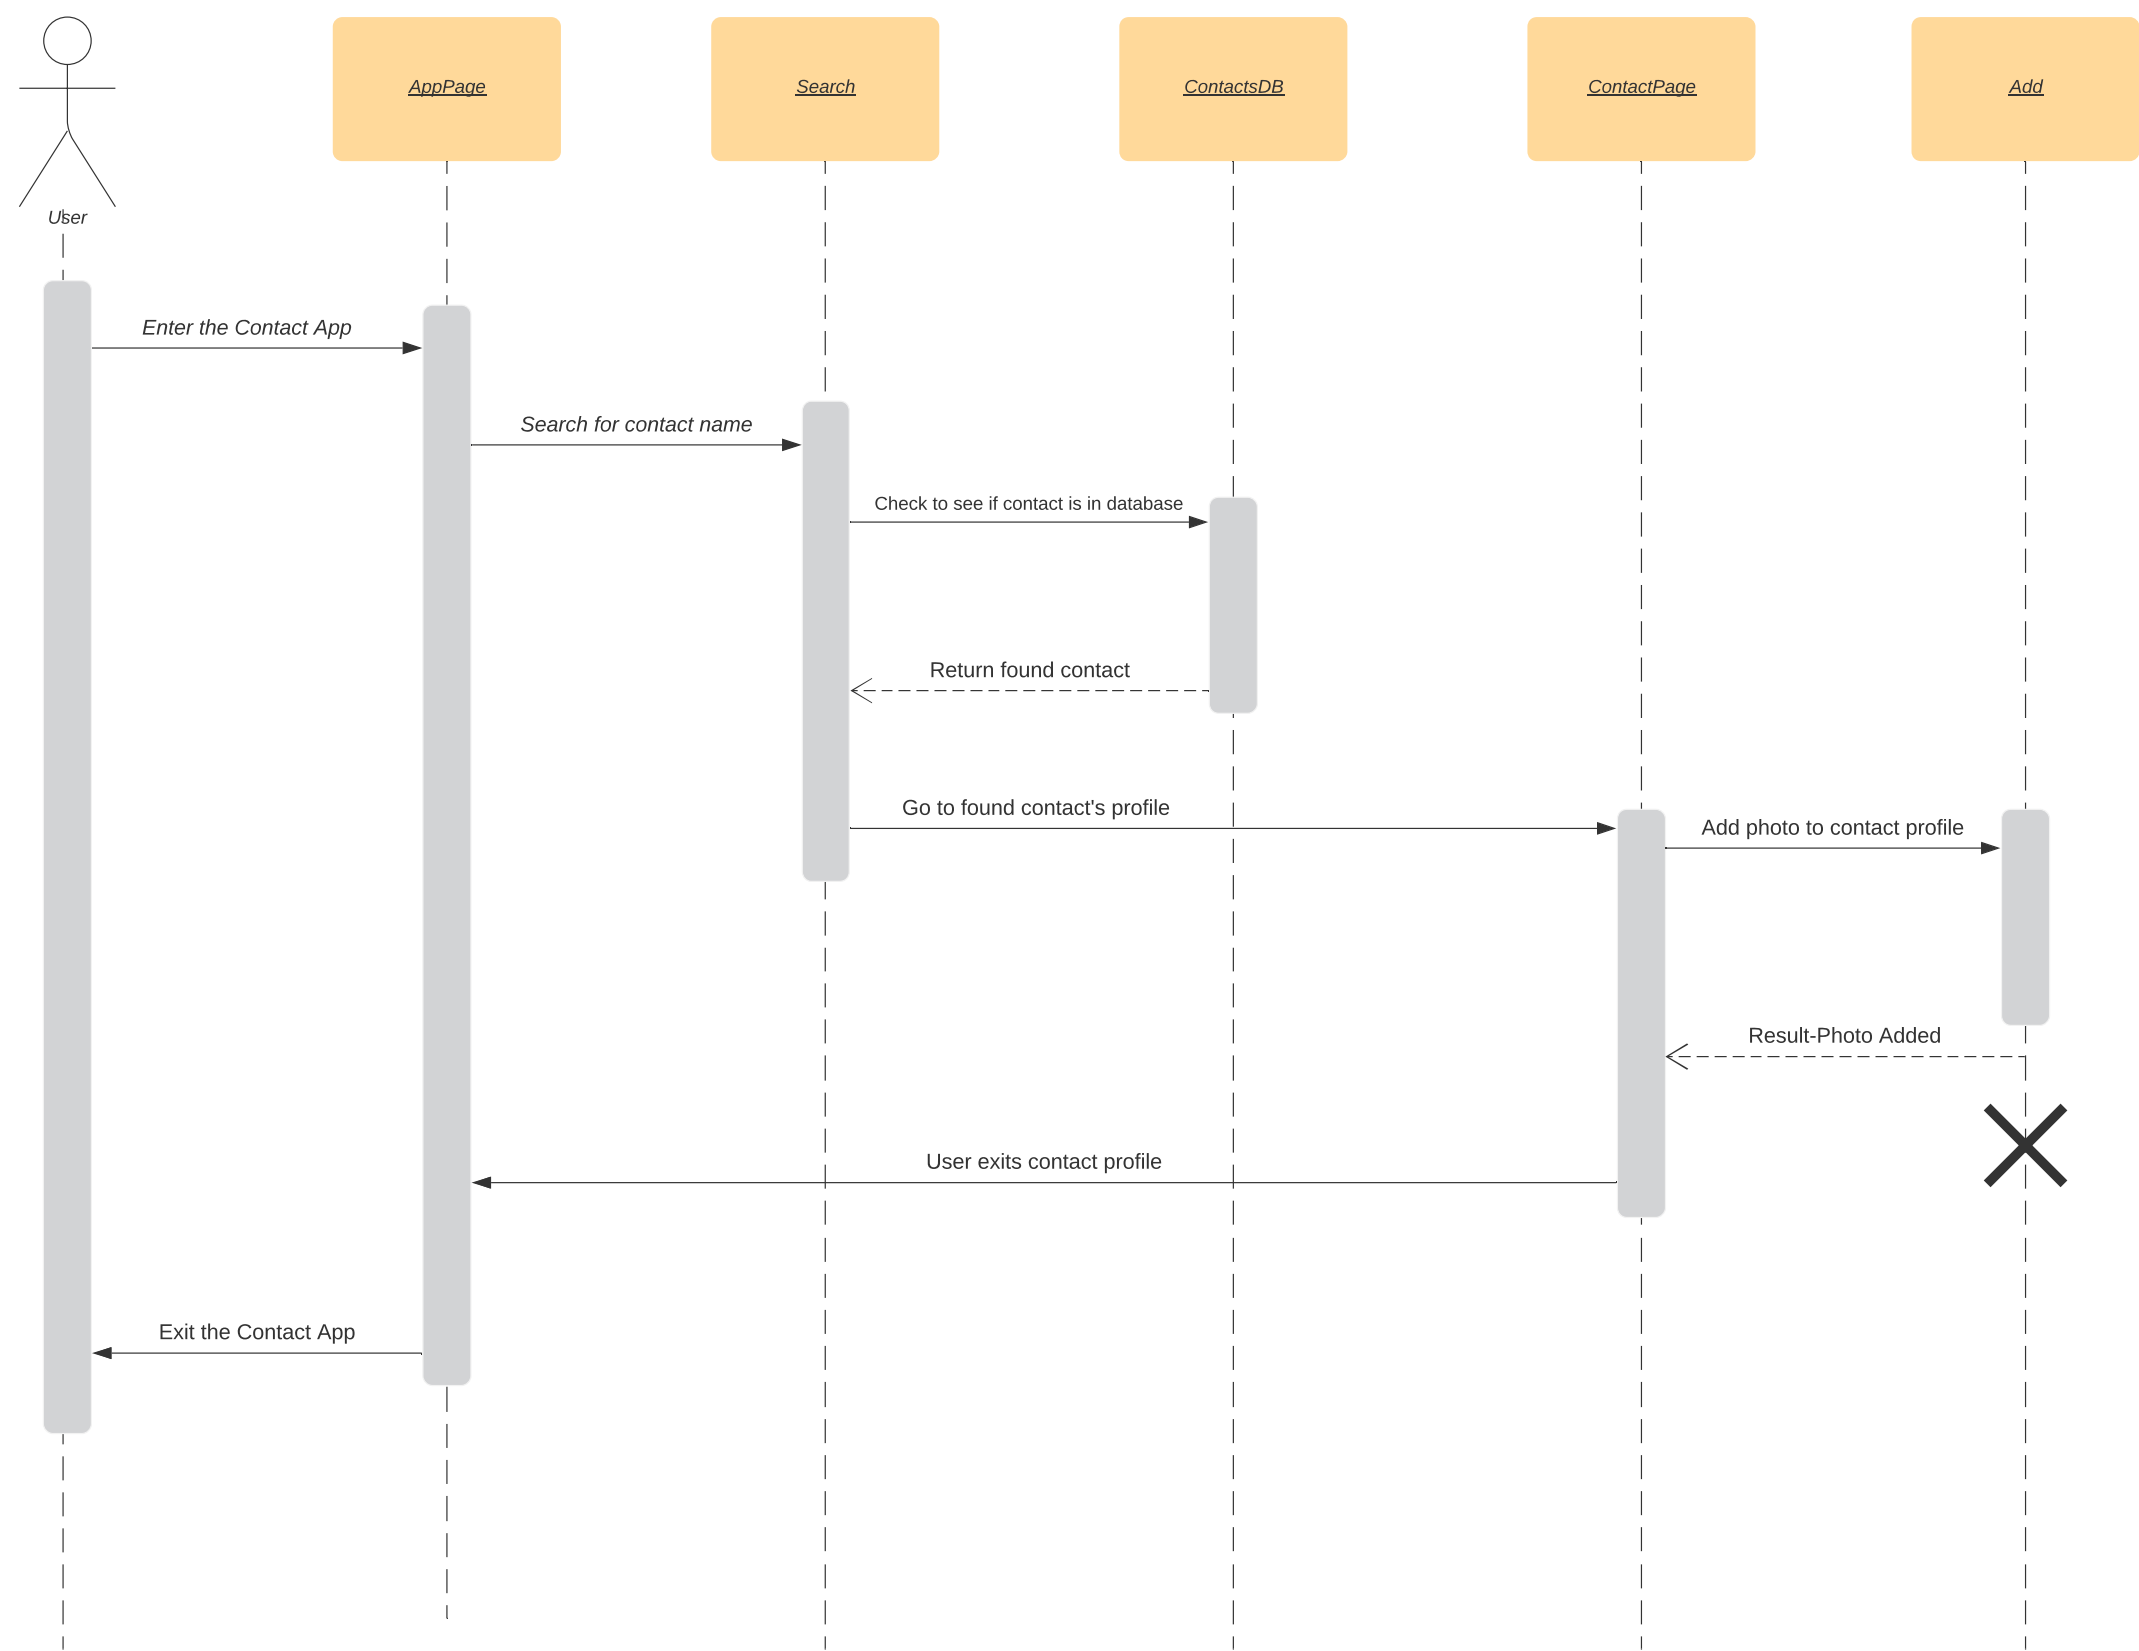 AppPage
Search
ContactsDB
ContactPage
Add
User
Enter the Contact App
Search for contact name
Check to see if contact is in database
Return found contact
Go to found contact's profile
Add photo to contact profile
Result-Photo Added
User exits contact profile
Exit the Contact App